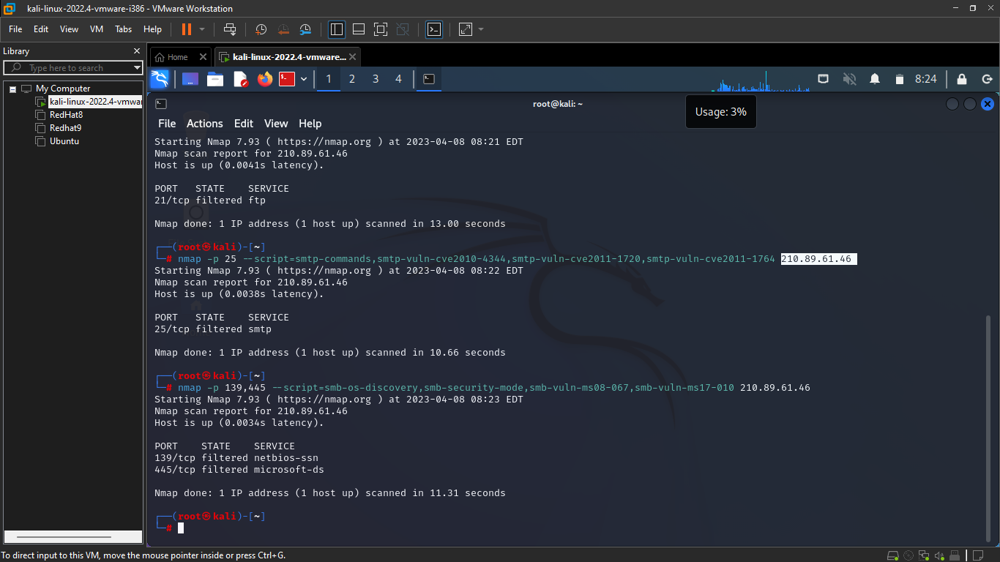 kali-linux-2022.4-vmware-i386 - VMware Workstation
File Edit View VM Tabs Help
Library
Type here to search
My Computer
kali-linux-2022.4-vmwar
RedHat8
Redhat9
Ubuntu
Home
kali-linux-2022.4-vmware...
1 2 3 4
8:24
root@kali: ~
Usage: 3%
File Actions Edit View Help
Starting Nmap 7.93 ( https://nmap.org ) at 2023-04-08 08:21 EDT
Nmap scan report for 210.89.61.46
Host is up (0.0041s latency).
PORT STATE SERVICE
21/tcp filtered ftp
Nmap done: 1 IP address (1 host up) scanned in 13.00 seconds
┌──(root㉿kali)-[~]
└─# nmap -p 25 --script=smtp-commands,smtp-vuln-cve2010-4344,smtp-vuln-cve2011-1720,smtp-vuln-cve2011-1764 210.89.61.46
Starting Nmap 7.93 ( https://nmap.org ) at 2023-04-08 08:22 EDT
Nmap scan report for 210.89.61.46
Host is up (0.0038s latency).
PORT STATE SERVICE
25/tcp filtered smtp
Nmap done: 1 IP address (1 host up) scanned in 10.66 seconds
┌──(root㉿kali)-[~]
└─# nmap -p 139,445 --script=smb-os-discovery,smb-security-mode,smb-vuln-ms08-067,smb-vuln-ms17-010 210.89.61.46
Starting Nmap 7.93 ( https://nmap.org ) at 2023-04-08 08:23 EDT
Nmap scan report for 210.89.61.46
Host is up (0.0034s latency).
PORT STATE SERVICE
139/tcp filtered netbios-ssn
445/tcp filtered microsoft-ds
Nmap done: 1 IP address (1 host up) scanned in 11.31 seconds
┌──(root㉿kali)-[~]
└─#
To direct input to this VM, move the mouse pointer inside or press Ctrl+G.